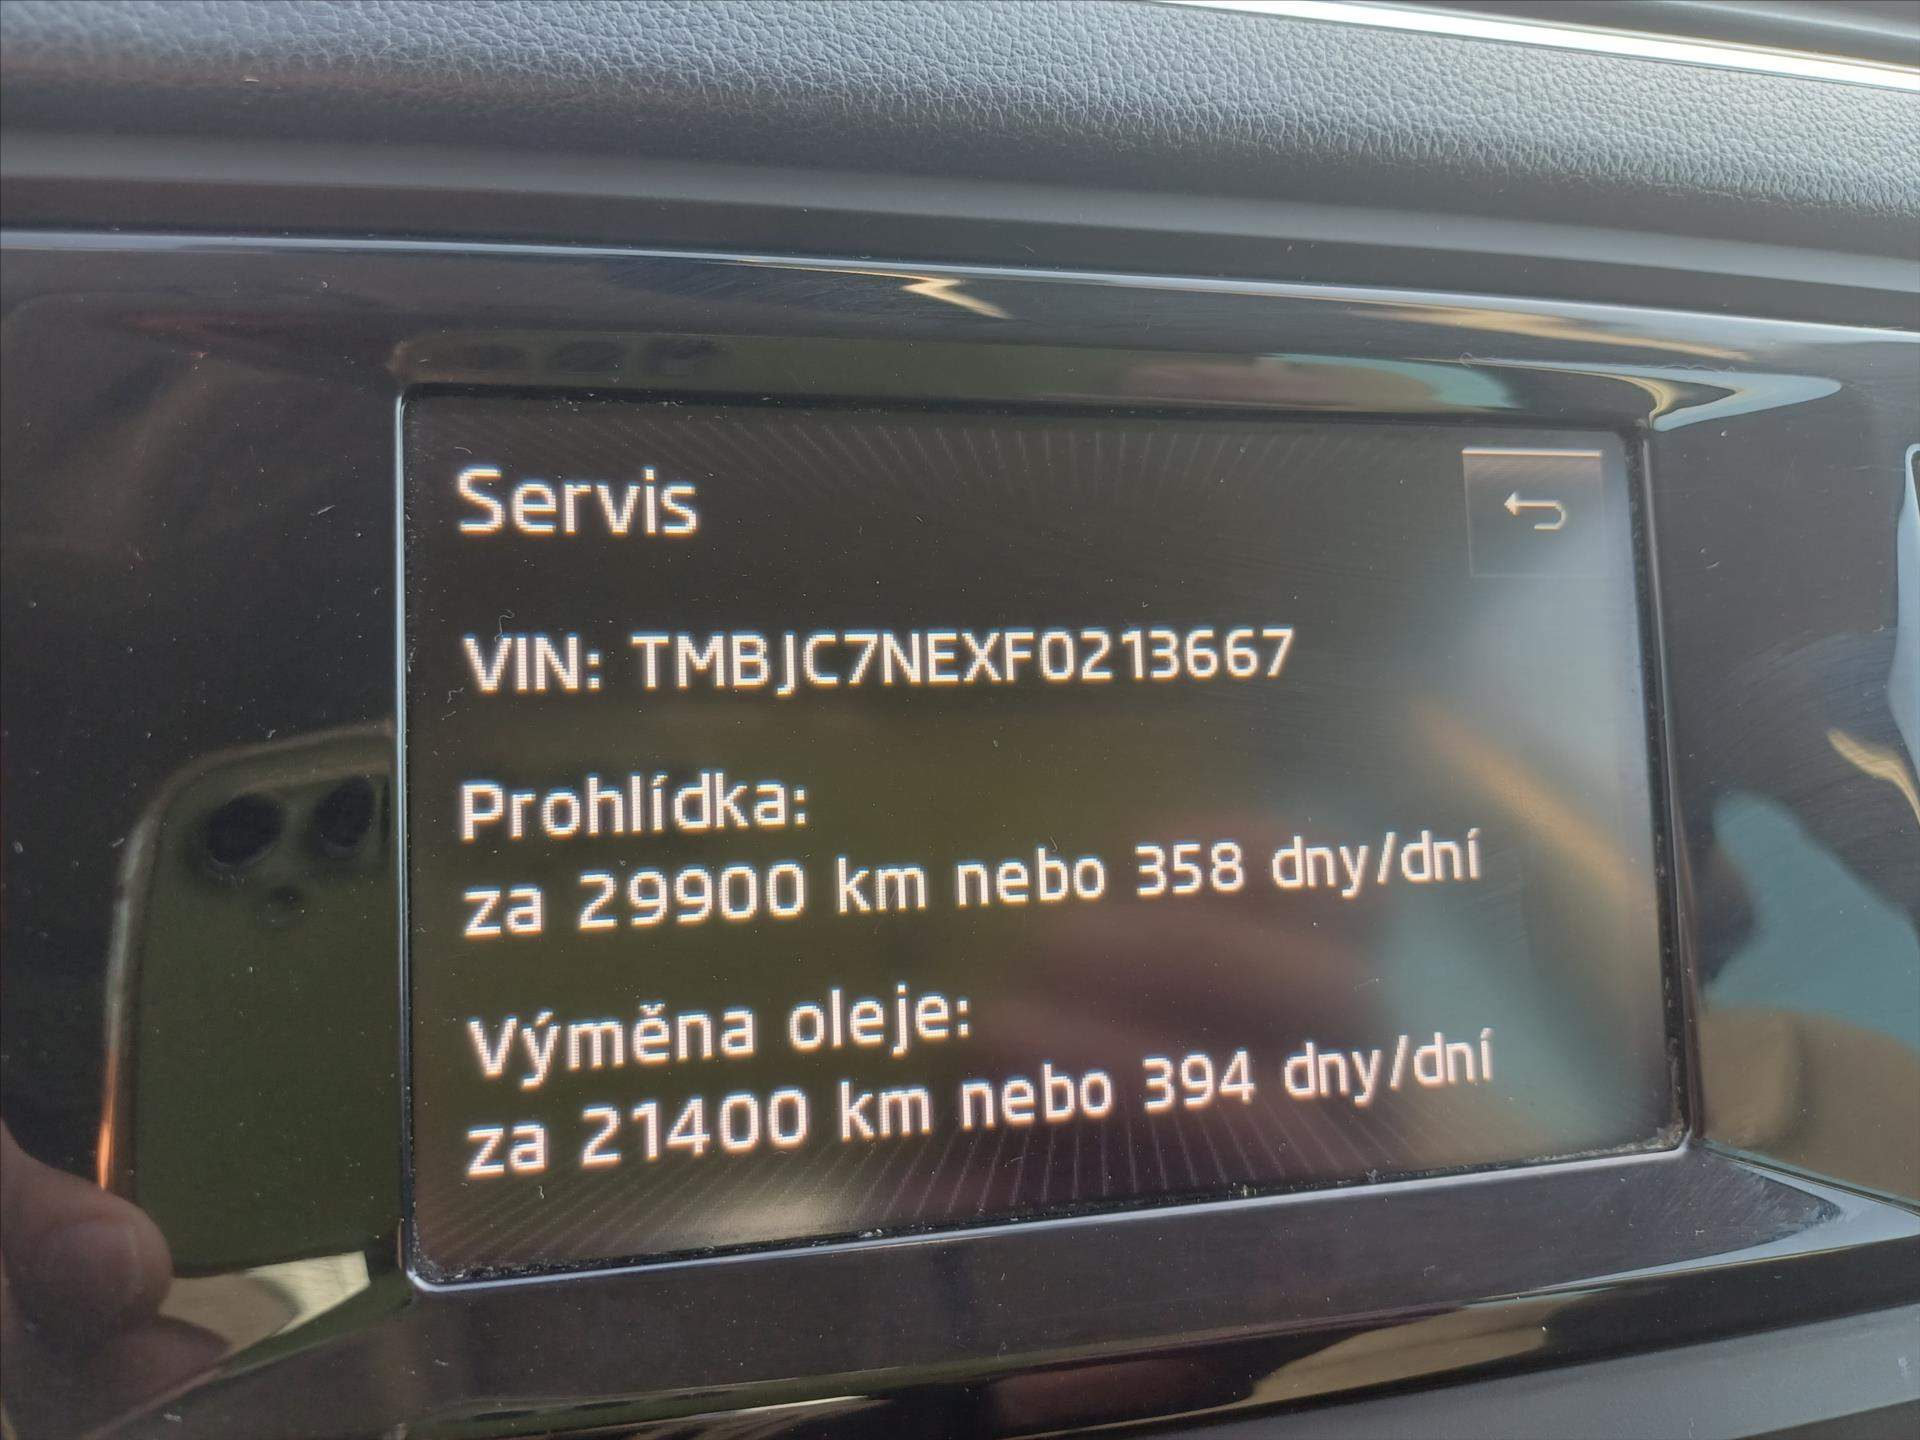 Servis
VIN: TMBJC7NEXF0213667
Prohlídka:
za 29900 km nebo 358 dny/dní
Výměna oleje:
za 21400 km nebo 394 dny/dní